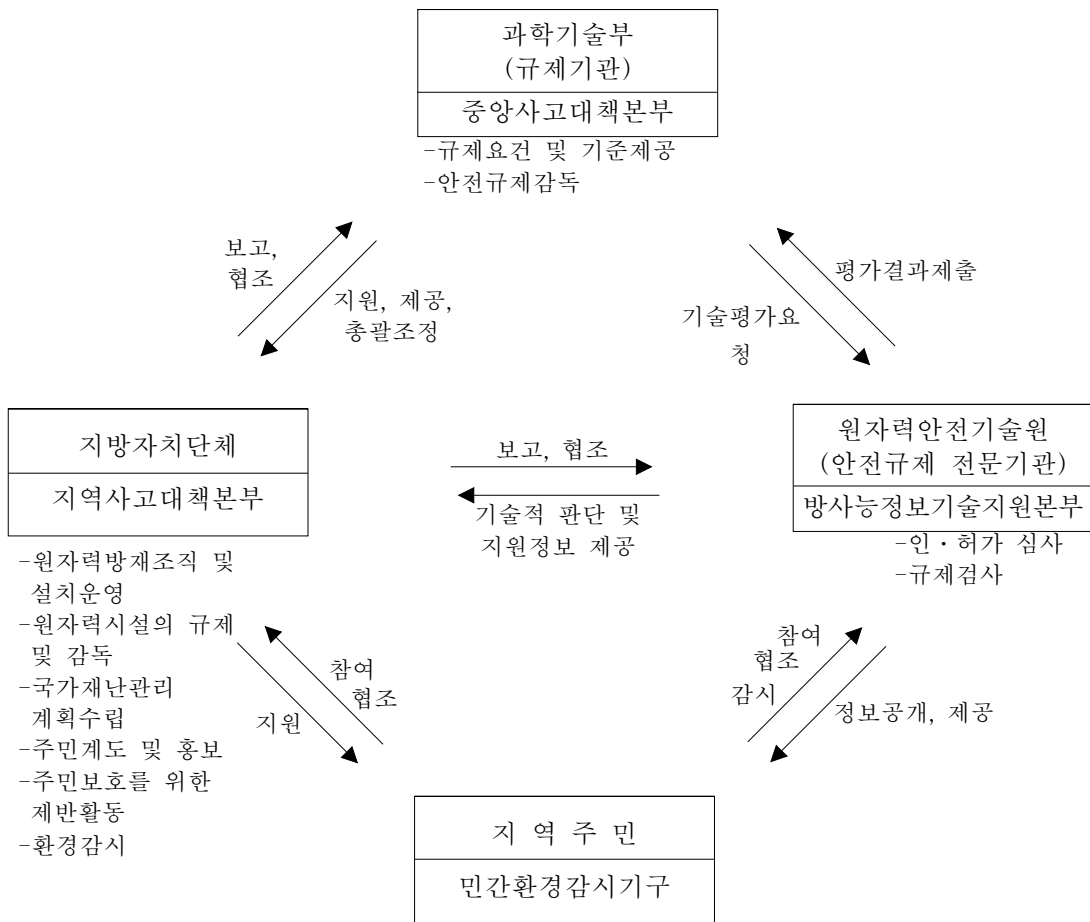 과학기술부
(규제기관)
중앙사고대책본부
-규제요건 및 기준제공
-안전규제감독
보고,
협조
지원, 제공,
총괄조정
평가결과제출
기술평가요
청
지방자치단체
지역사고대책본부
-원자력방재조직 및
설치운영
-원자력시설의 규제
및 감독
-국가재난관리
계획수립
-주민계도 및 홍보
-주민보호를 위한
제반활동
-환경감시
보고, 협조
기술적 판단 및
지원정보 제공
원자력안전기술원
(안전규제 전문기관)
방사능정보기술지원본부
-인·허가 심사
-규제검사
참여
협조
지원
참여
협조
감시
정보공개, 제공
지 역 주 민
민간환경감시기구